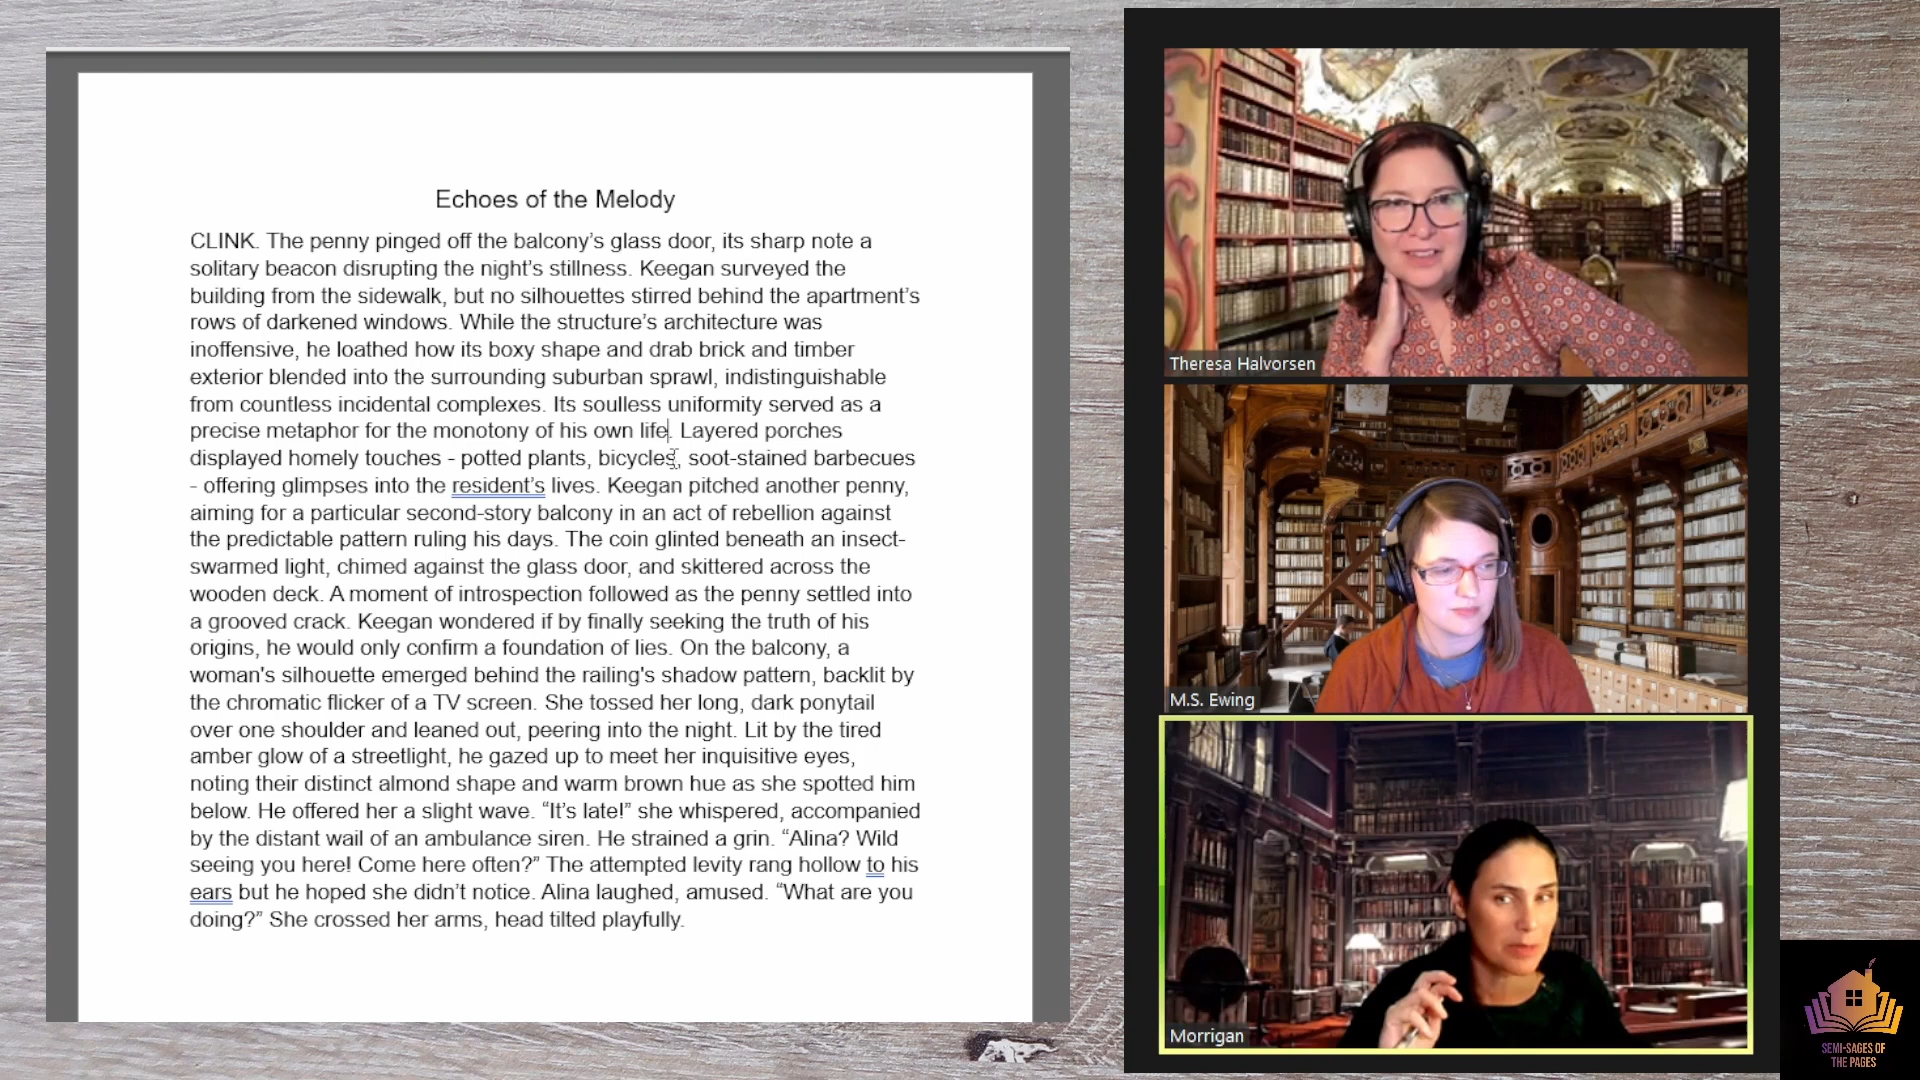 Echoes of the Melody
CLINK. The penny pinged off the balcony’s glass door, its sharp note a
solitary beacon disrupting the night’s stillness. Keegan surveyed the
building from the sidewalk, but no silhouettes stirred behind the apartment’s
rows of darkened windows. While the structure’s architecture was
inoffensive, he loathed how its boxy shape and drab brick and timber
exterior blended into the surrounding suburban sprawl, indistinguishable
from countless incidental complexes. Its soulless uniformity served as a
precise metaphor for the monotony of his own life. Layered porches
displayed homely touches - potted plants, bicycles, soot-stained barbecues
- offering glimpses into the resident’s lives. Keegan pitched another penny,
aiming for a particular second-story balcony in an act of rebellion against
the predictable pattern ruling his days. The coin glinted beneath an insect-
swarmed light, chimed against the glass door, and skittered across the
wooden deck. A moment of introspection followed as the penny settled into
a grooved crack. Keegan wondered if by finally seeking the truth of his
origins, he would only confirm a foundation of lies. On the balcony, a
woman's silhouette emerged behind the railing's shadow pattern, backlit by
the chromatic flicker of a TV screen. She tossed her long, dark ponytail
over one shoulder and leaned out, peering into the night. Lit by the tired
amber glow of a streetlight, he gazed up to meet her inquisitive eyes,
noting their distinct almond shape and warm brown hue as she spotted him
below. He offered her a slight wave. “It’s late!” she whispered, accompanied
by the distant wail of an ambulance siren. He strained a grin. “Alina? Wild
seeing you here! Come here often?” The attempted levity rang hollow to his
ears but he hoped she didn’t notice. Alina laughed, amused. “What are you
doing?” She crossed her arms, head tilted playfully.
Theresa Halvorsen
M.S. Ewing
Morrigan
SEMI-SAGES OF
THE PAGES